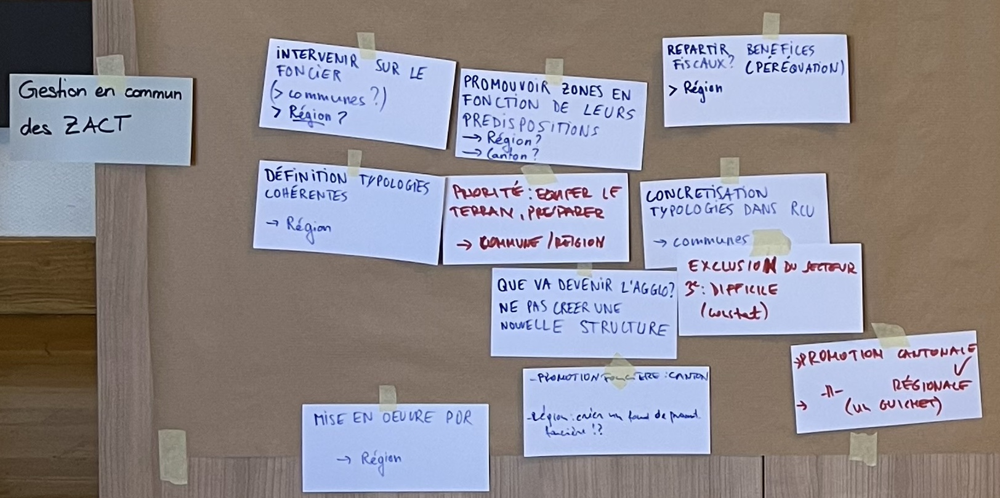 Gestion en commun
des ZACT
INTERVENIR SUR LE
FONCIER
(> communes ?)
> Région ?
PROMOUVOIR ZONES EN
FONCTION DE LEURS
PREDISPOSITIONS
→ Région ?
→ Canton ?
REPARTIR BENEFICES
FISCAUX? (PÉRÉQUATION)
> Région
DÉFINITION TYPOLOGIES
COHÉRENTES
→ Région
PRIORITÉ : EQUIPER LE
TERRAIN, PREPARER
→ COMMUNE / RÉGION
CONCRETISATION
TYPOLOGIES DANS RCU
→ communes
EXCLUSION DU SECTEUR
3e : DIFFICILE
(constat)
QUE VA DEVENIR L'AGGLO?
NE PAS CREER UNE
NOUVELLE STRUCTURE
→ PROMOTION CANTONALE
✓
-"- RÉGIONALE
→ (un GUICHET)
- PROMOTION FONCIÈRE : CANTON
- Région : créer un fond de promot.
foncière !?
MISE EN OEUVRE PDR
→ Région